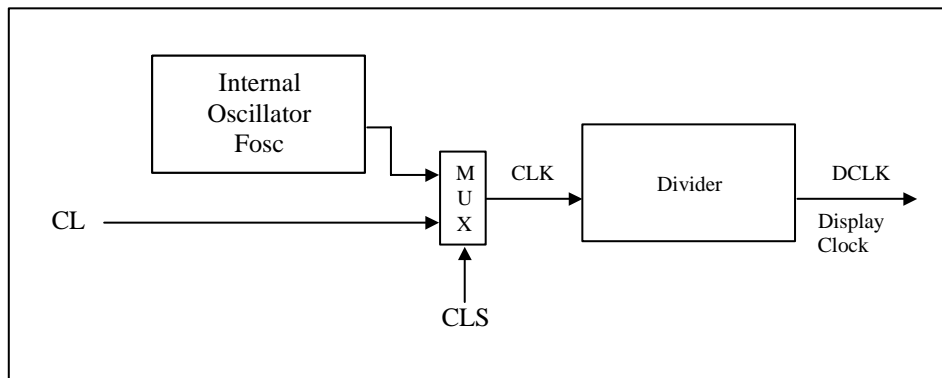 Internal
Oscillator
Fosc
M
U
X
CLK
Divider
DCLK
CL
Display
Clock
CLS